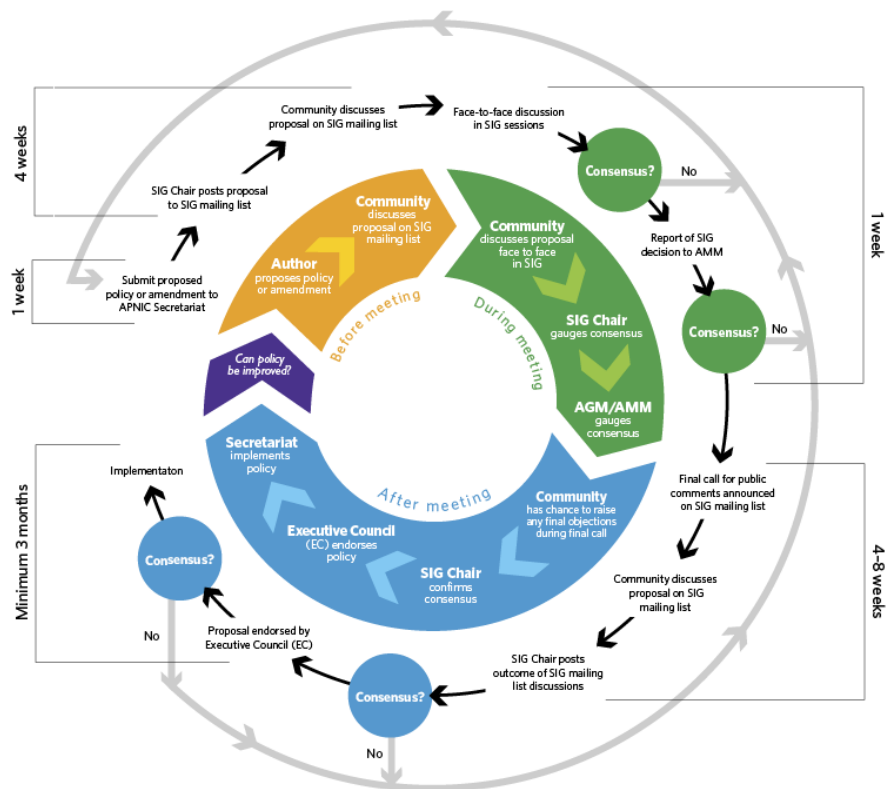 4 weeks
1 week
Submit proposed
policy or amendment to
APNIC Secretariat
SIG Chair posts proposal
to SIG mailing list
Community discusses
proposal on SIG mailing list
Face-to-face discussion
in SIG sessions
Consensus?
No
Report of SIG
decision to AMM
Consensus?
No
1 week
Final call for public
comments announced
on SIG mailing list
Community discusses
proposal on SIG
mailing list
SIG Chair posts
outcome of SIG mailing
list discussions
4–8 weeks
Consensus?
No
Proposal endorsed by
Executive Council (EC)
Consensus?
No
Implementaton
Minimum 3 months
Author
proposes policy
or amendment
Community
discusses
proposal on SIG
mailing list
Before meeting
Community
discusses proposal
face to face
in SIG
SIG Chair
gauges consensus
AGM/AMM
gauges
consensus
During meeting
Community
has chance to raise
any final objections
during final call
SIG Chair
confirms
consensus
Executive Council
(EC) endorses
policy
Secretariat
implements
policy
After meeting
Can policy
be improved?